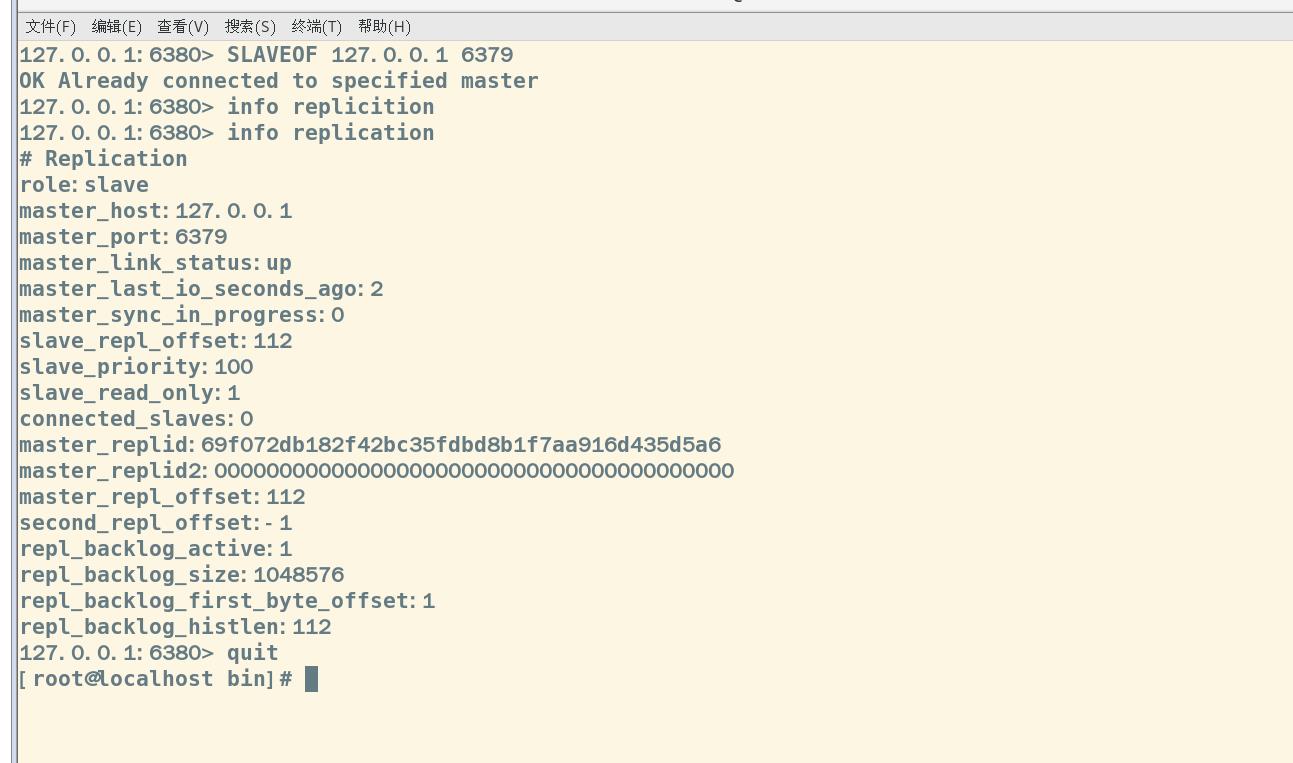 文件(F) 编辑(E) 查看(V) 搜索(S) 终端(T) 帮助(H)
127.0.0.1:6380> SLAVEOF 127.0.0.1 6379
OK Already connected to specified master
127.0.0.1:6380> info replicition
127.0.0.1:6380> info replication
# Replication
role:slave
master_host:127.0.0.1
master_port:6379
master_link_status:up
master_last_io_seconds_ago:2
master_sync_in_progress:0
slave_repl_offset:112
slave_priority:100
slave_read_only:1
connected_slaves:0
master_replid:69f072db182f42bc35fdbd8b1f7aa916d435d5a6
master_replid2:0000000000000000000000000000000000000000
master_repl_offset:112
second_repl_offset:-1
repl_backlog_active:1
repl_backlog_size:1048576
repl_backlog_first_byte_offset:1
repl_backlog_histlen:112
127.0.0.1:6380> quit
[root@localhost bin]#